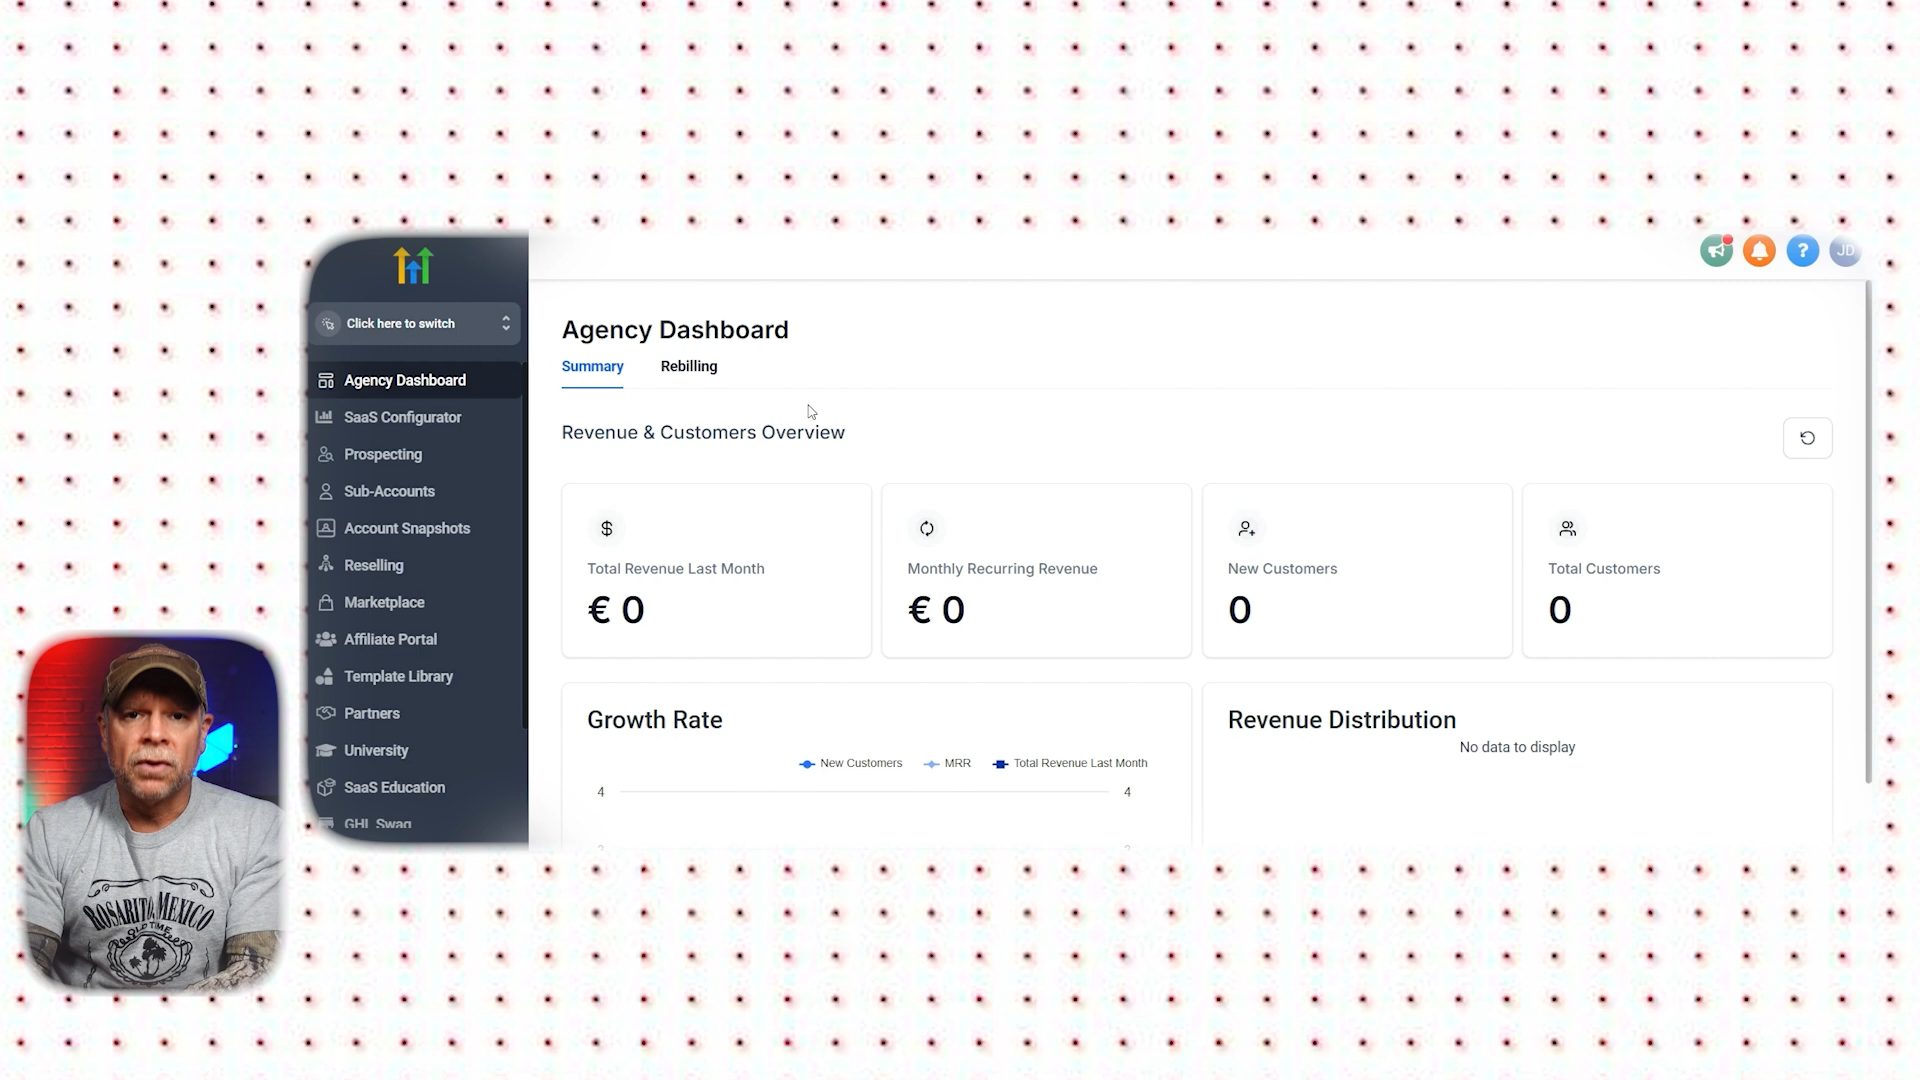 Click here to switch
Agency Dashboard
SaaS Configurator
Prospecting
Sub-Accounts
Account Snapshots
Reselling
Marketplace
Affiliate Portal
Template Library
Partners
University
SaaS Education
GHL Swag
?
JD
Agency Dashboard
Summary Rebilling
Revenue & Customers Overview
$
Total Revenue Last Month
€ 0
Monthly Recurring Revenue
€ 0
New Customers
0
Total Customers
0
Growth Rate
New Customers MRR Total Revenue Last Month
4 4
Revenue Distribution
No data to display
ROSARITO MEXICO
OLD TIME